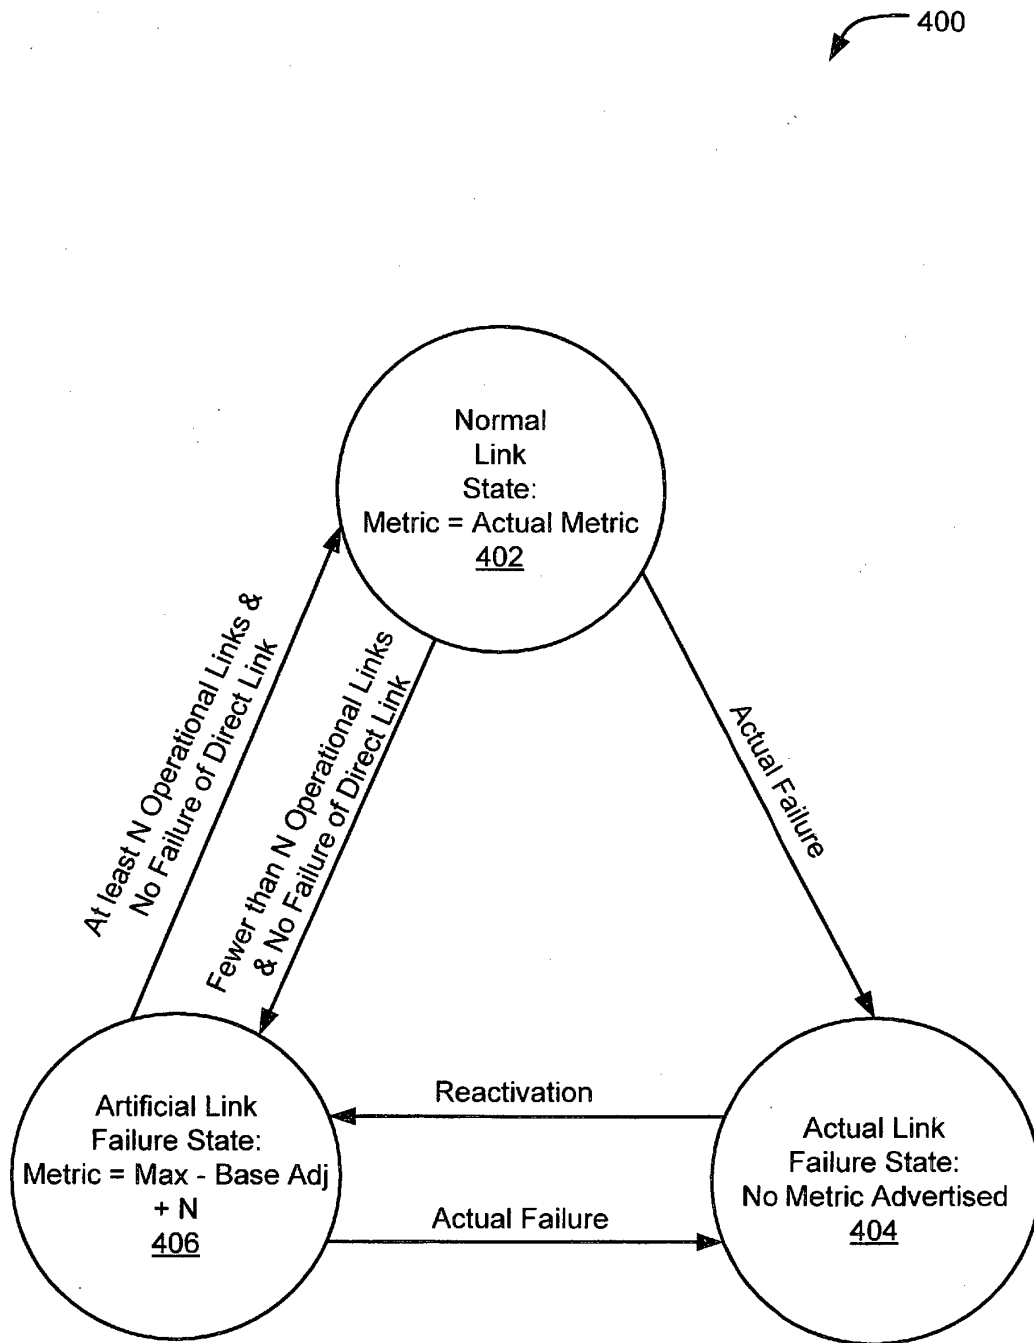 400
Normal
Link
State:
Metric = Actual Metric
402
At least N Operational Links &
No Failure of Direct Link
Fewer than N Operational Links
& No Failure of Direct Link
Actual Failure
Artificial Link
Failure State:
Metric = Max - Base Adj
+ N
406
Reactivation
Actual Failure
Actual Link
Failure State:
No Metric Advertised
404